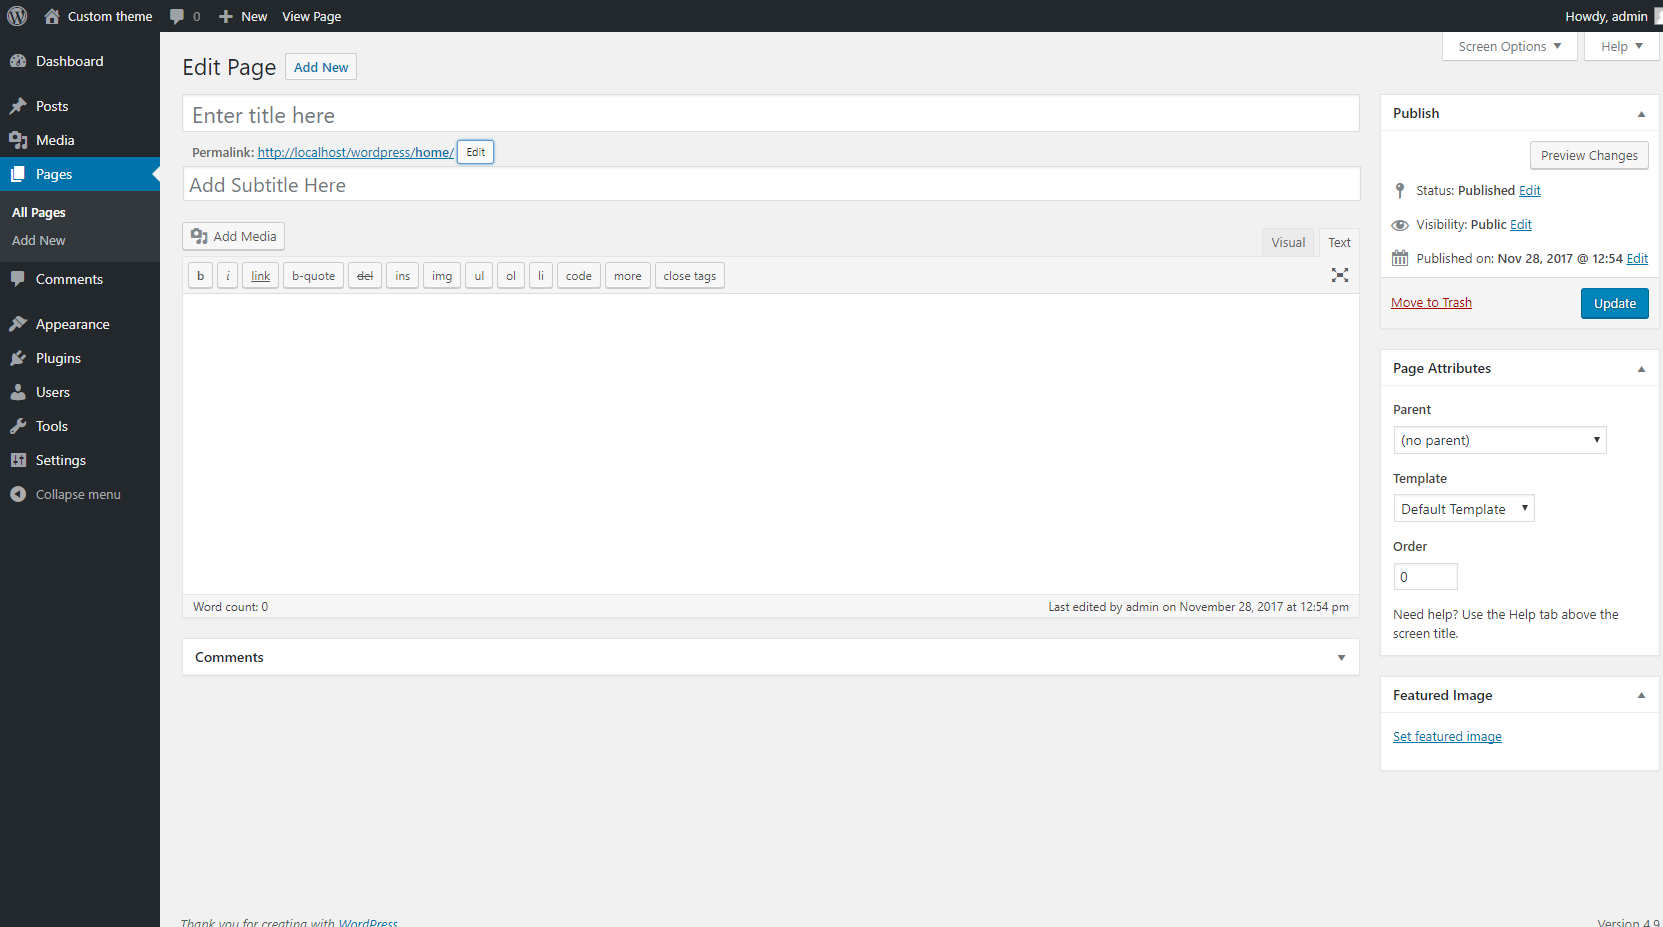 Custom theme 0 New View Page Howdy, admin
Screen Options Help
Dashboard
Posts
Media
Pages
All Pages
Add New
Comments
Appearance
Plugins
Users
Tools
Settings
Collapse menu
Edit Page Add New
Enter title here
Permalink: http://localhost/wordpress/home/ Edit
Add Subtitle Here
Add Media
Visual Text
b i link b-quote del ins img ul ol li code more close tags
Word count: 0 Last edited by admin on November 28, 2017 at 12:54 pm
Comments
Publish
Preview Changes
Status: Published Edit
Visibility: Public Edit
Published on: Nov 28, 2017 @ 12:54 Edit
Move to Trash Update
Page Attributes
Parent
(no parent)
Template
Default Template
Order
0
Need help? Use the Help tab above the
screen title.
Featured Image
Set featured image
Thank you for creating with WordPress Version 4.9